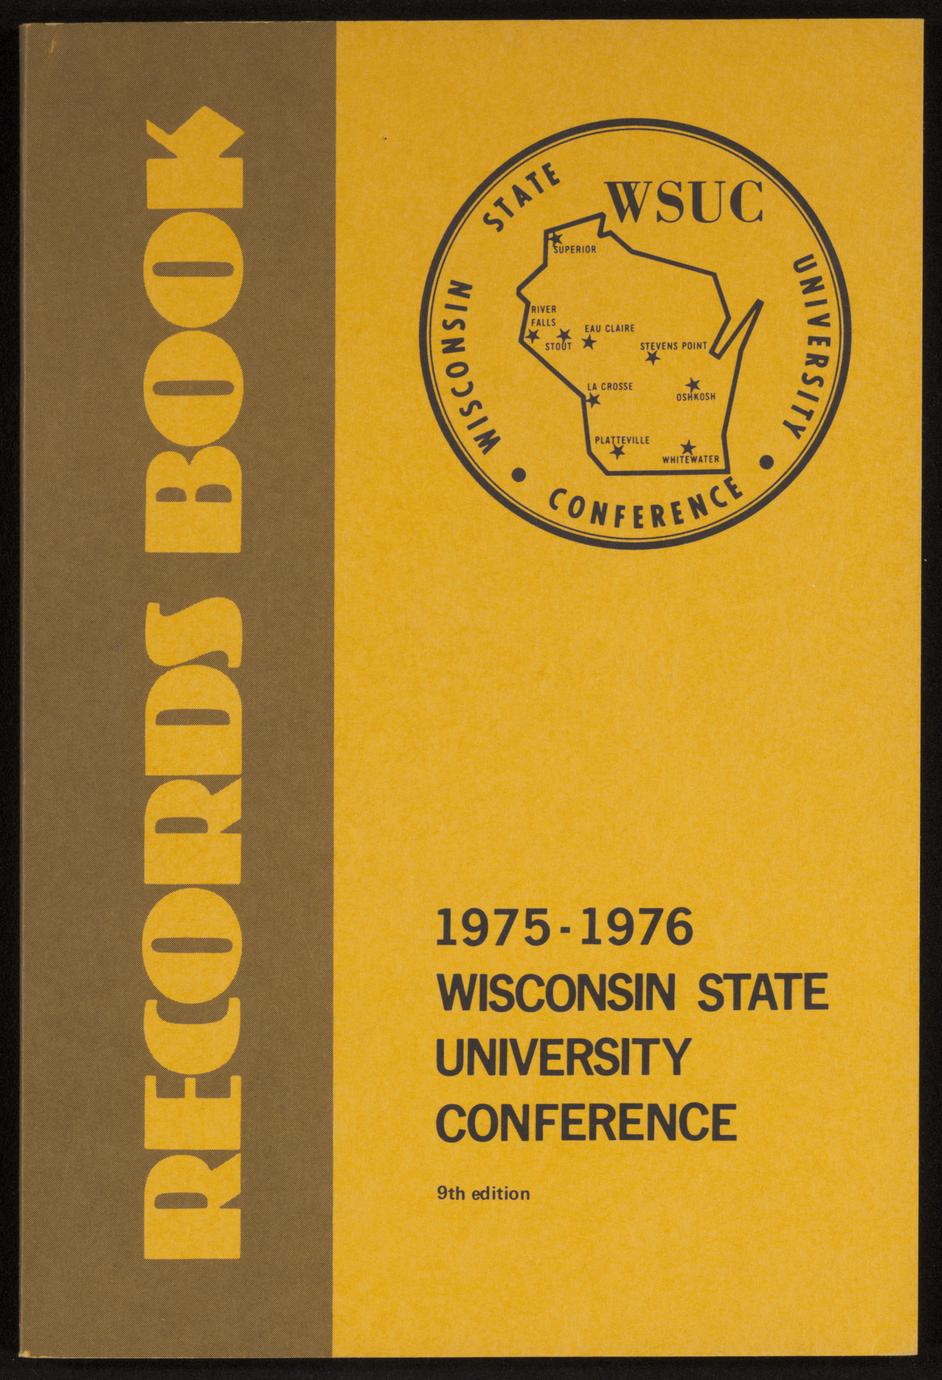 RECORDS BOOK
WISCONSIN STATE UNIVERSITY
CONFERENCE
WSUC
SUPERIOR
RIVER
FALLS
STOUT
EAU CLAIRE
STEVENS POINT
LA CROSSE
OSHKOSH
PLATTEVILLE
WHITEWATER
1975-1976
WISCONSIN STATE
UNIVERSITY
CONFERENCE
9th edition